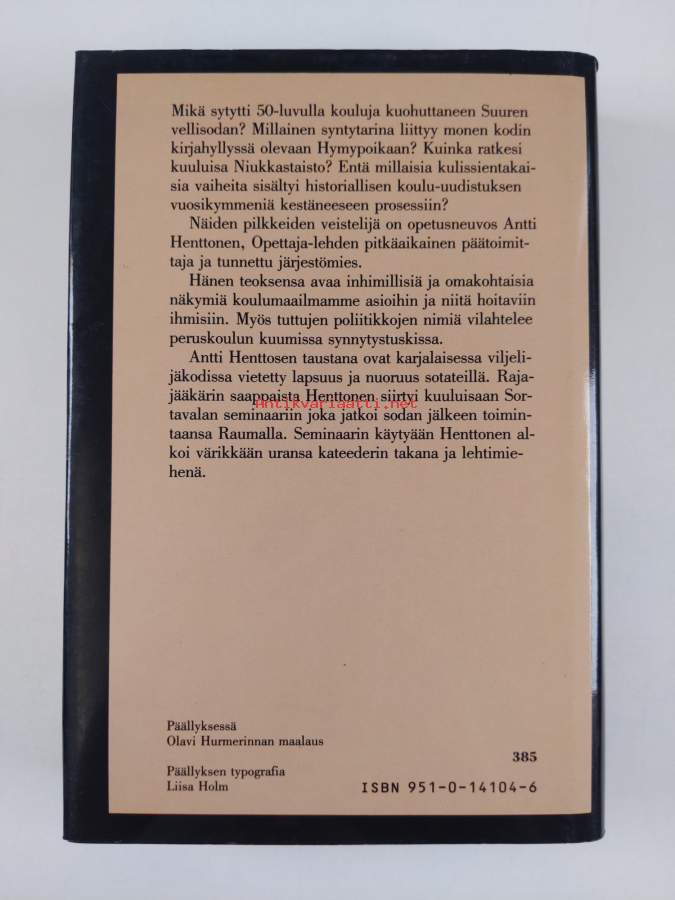 Mikä sytytti 50-luvulla kouluja kuohuttaneen Suuren
vellisodan? Millainen syntytarina liittyy monen kodin
kirjahyllyssä olevaan Hymypoikaan? Kuinka ratkesi
kuuluisa Niukkastaisto? Entä millaisia kulissientakai-
sia vaiheita sisältyi historiallisen koulu-uudistuksen
vuosikymmeniä kestäneeseen prosessiin?
Näiden pilkkeiden veistelijä on opetusneuvos Antti
Henttonen, Opettaja-lehden pitkäaikainen päätoimit-
taja ja tunnettu järjestömies.
Hänen teoksensa avaa inhimillisiä ja omakohtaisia
näkymiä koulumaailmamme asioihin ja niitä hoitaviin
ihmisiin. Myös tuttujen poliitikkojen nimiä vilahtelee
peruskoulun kuumissa synnytystuskissa.
Antti Henttosen taustana ovat karjalaisessa viljeli-
jäkodissa vietetty lapsuus ja nuoruus sotateillä. Raja-
jääkärin saappaista Henttonen siirtyi kuuluisaan Sor-
Antikvariaatti.net
tavalan seminaariin joka jatkoi sodan jälkeen toimin-
taansa Raumalla. Seminaarin käytyään Henttonen al-
koi värikkään uransa kateederin takana ja lehtimie-
henä.
Päällyksessä
Olavi Hurmerinnan maalaus
Päällyksen typografia
Liisa Holm
385
ISBN 951-0-14104-6